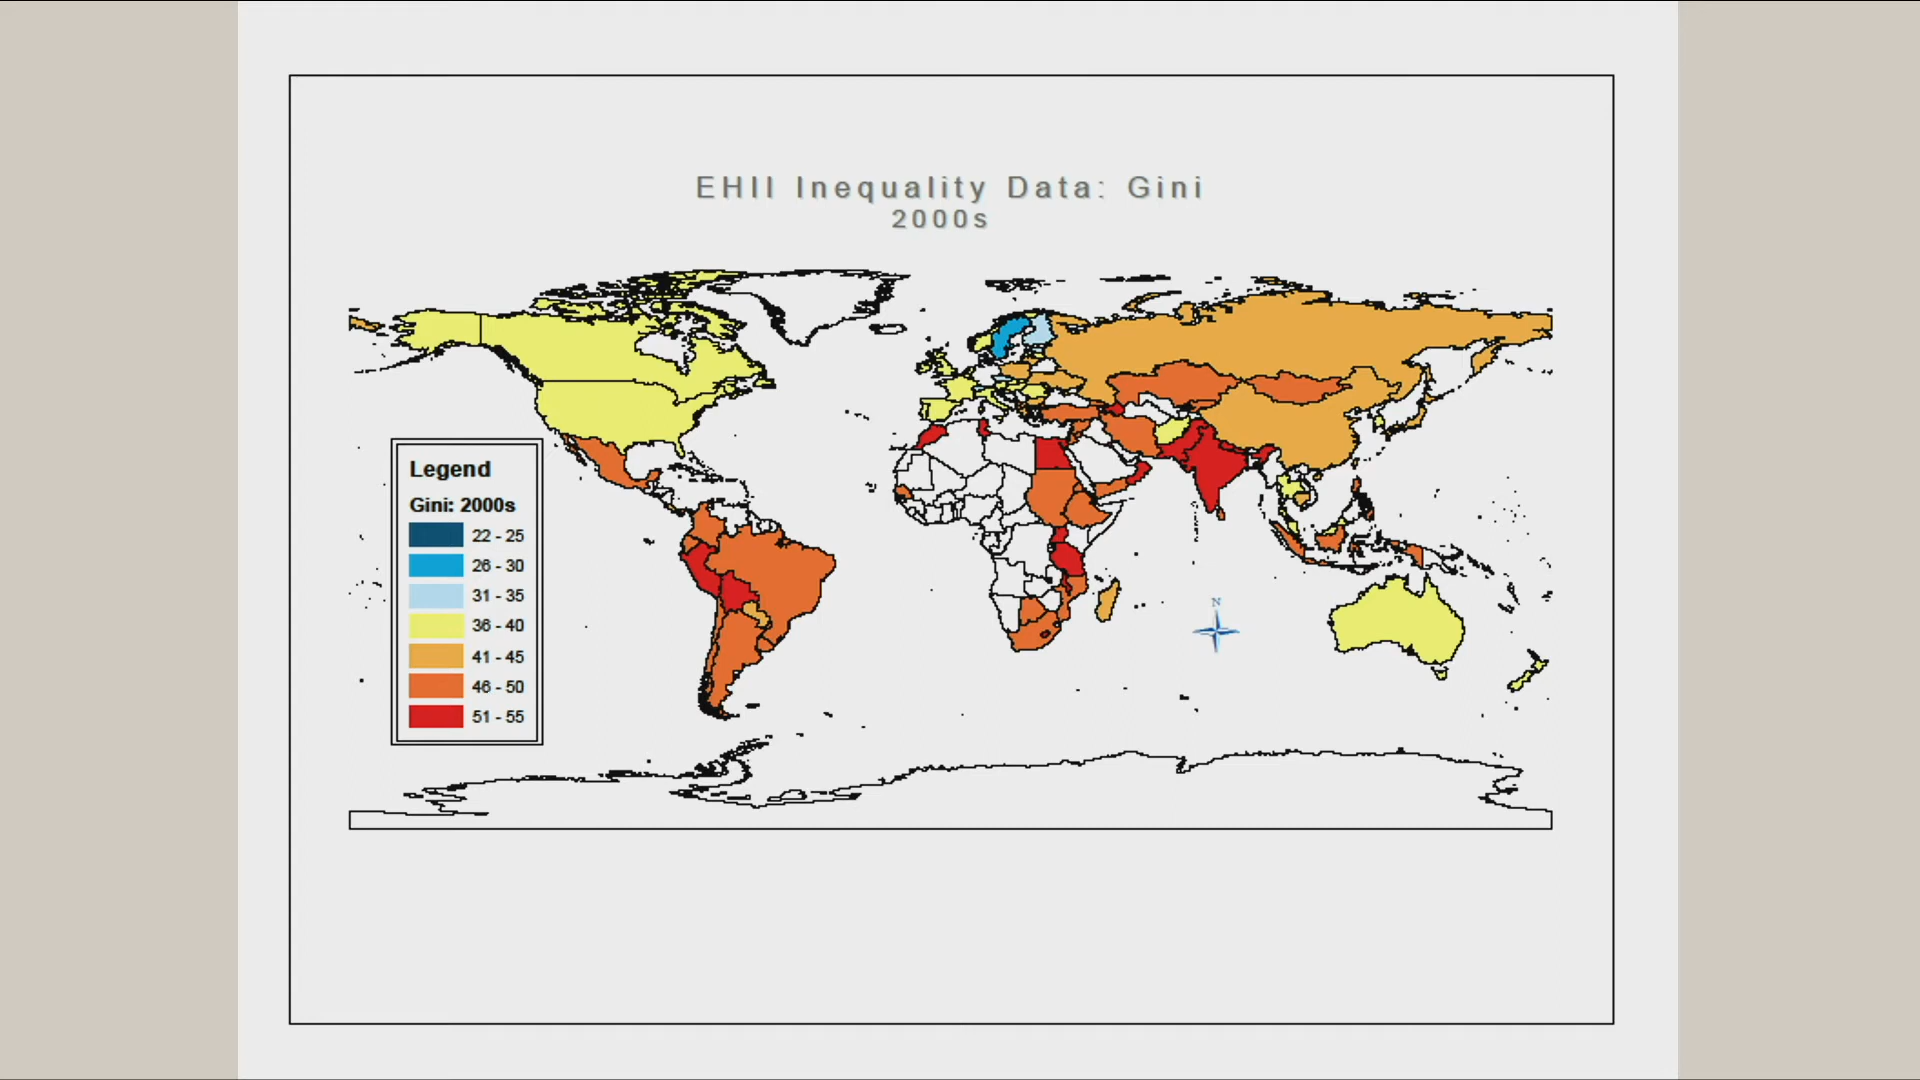 EHII Inequality Data: Gini
2000s
Legend
Gini: 2000s
22 - 25
26 - 30
31 - 35
36 - 40
41 - 45
46 - 50
51 - 55
N